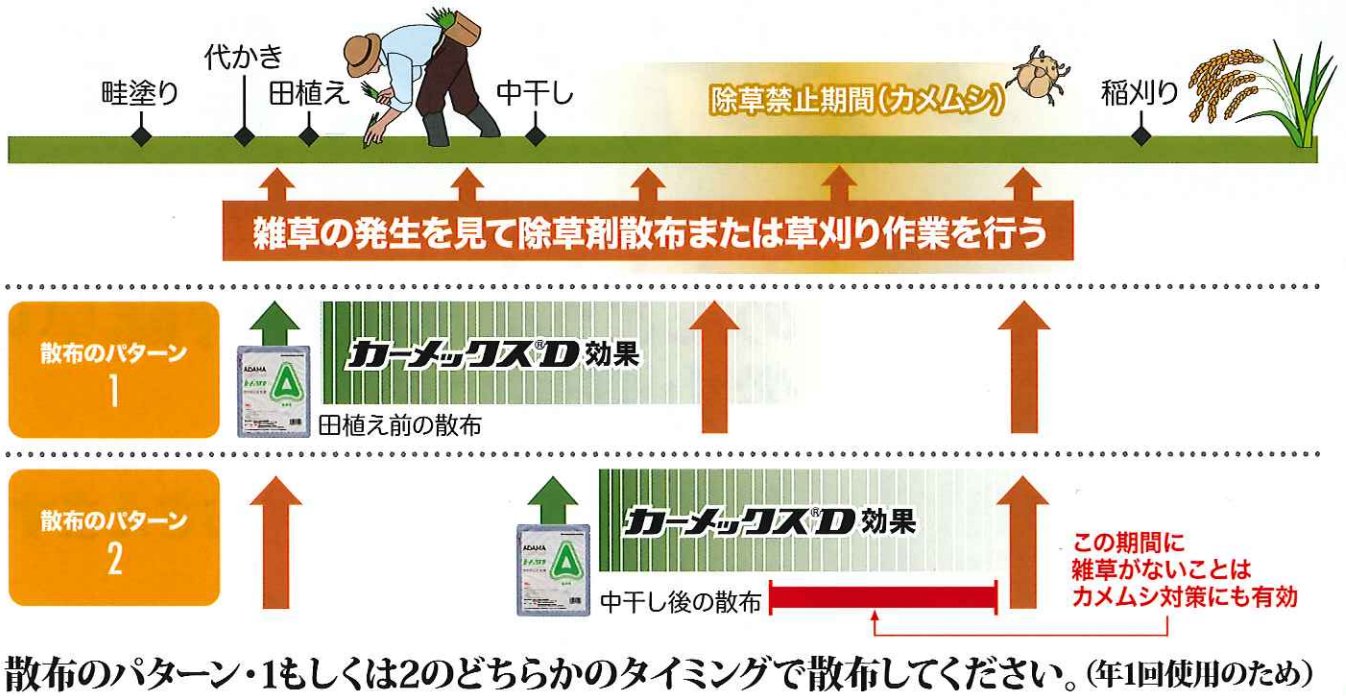 畦塗り
代かき
田植え
中干し
除草禁止期間(カメムシ)
稲刈り
雑草の発生を見て除草剤散布または草刈り作業を行う
散布のパターン
1
ADAMA
カーメックス®D 効果
田植え前の散布
散布のパターン
2
ADAMA
カーメックス®D 効果
中干し後の散布
この期間に
雑草がないことは
カメムシ対策にも有効
散布のパターン・1もしくは2のどちらかのタイミングで散布してください。(年1回使用のため)